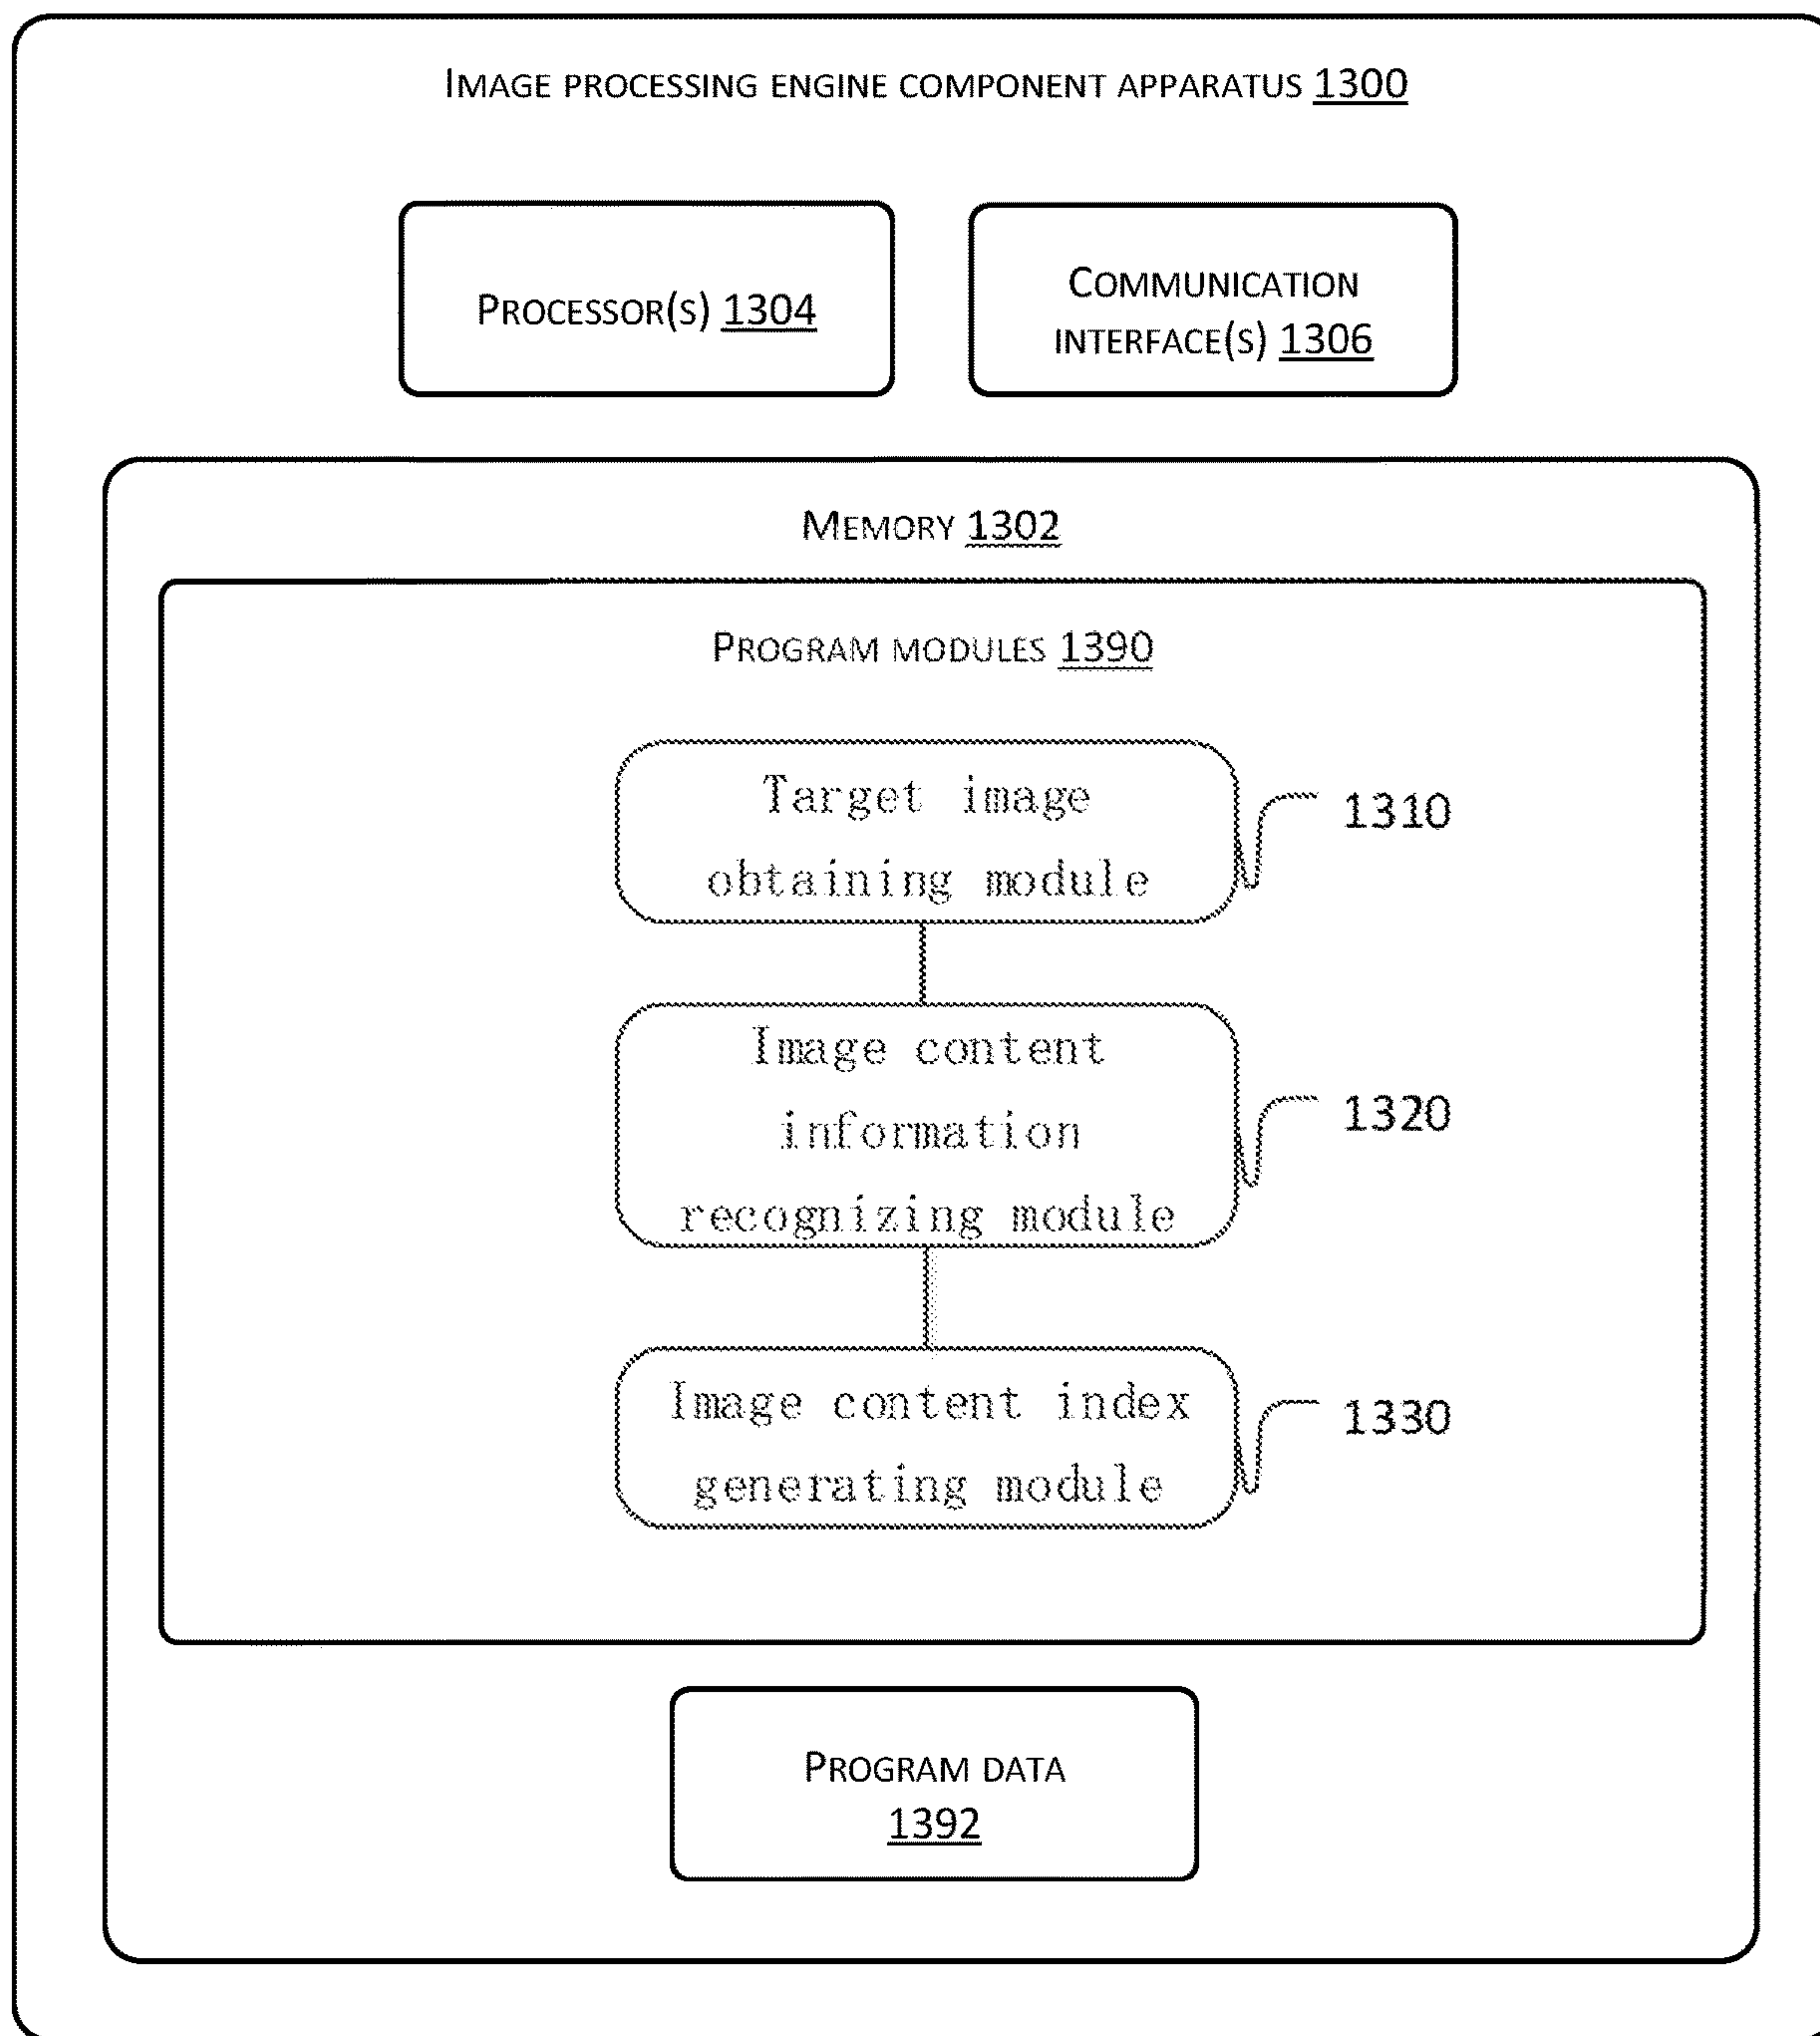 IMAGE PROCESSING ENGINE COMPONENT APPARATUS 1300
PROCESSOR(S) 1304
COMMUNICATION
INTERFACE(S) 1306
MEMORY 1302
PROGRAM MODULES 1390
Target image
obtaining module
1310
Image content
information
recognizing module
1320
Image content index
generating module
1330
PROGRAM DATA
1392